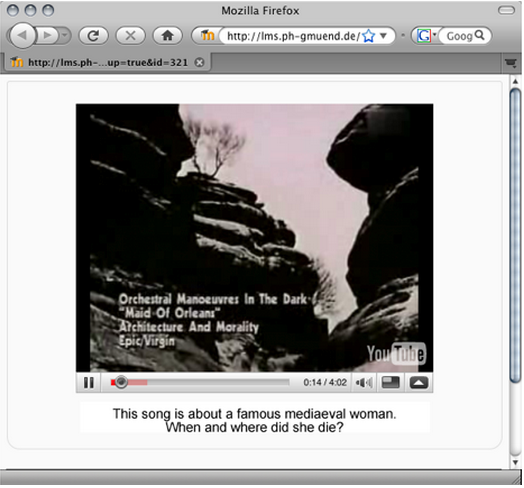 Mozilla Firefox
http://lms.ph-gmuend.de/
Goog
http://lms.ph-...up=true&id=321
Orchestral Manoeuvres In The Dark
"Maid Of Orleans"
Architecture And Morality
Epic/Virgin
YouTube
0:14 / 4:02
This song is about a famous mediaeval woman.
When and where did she die?